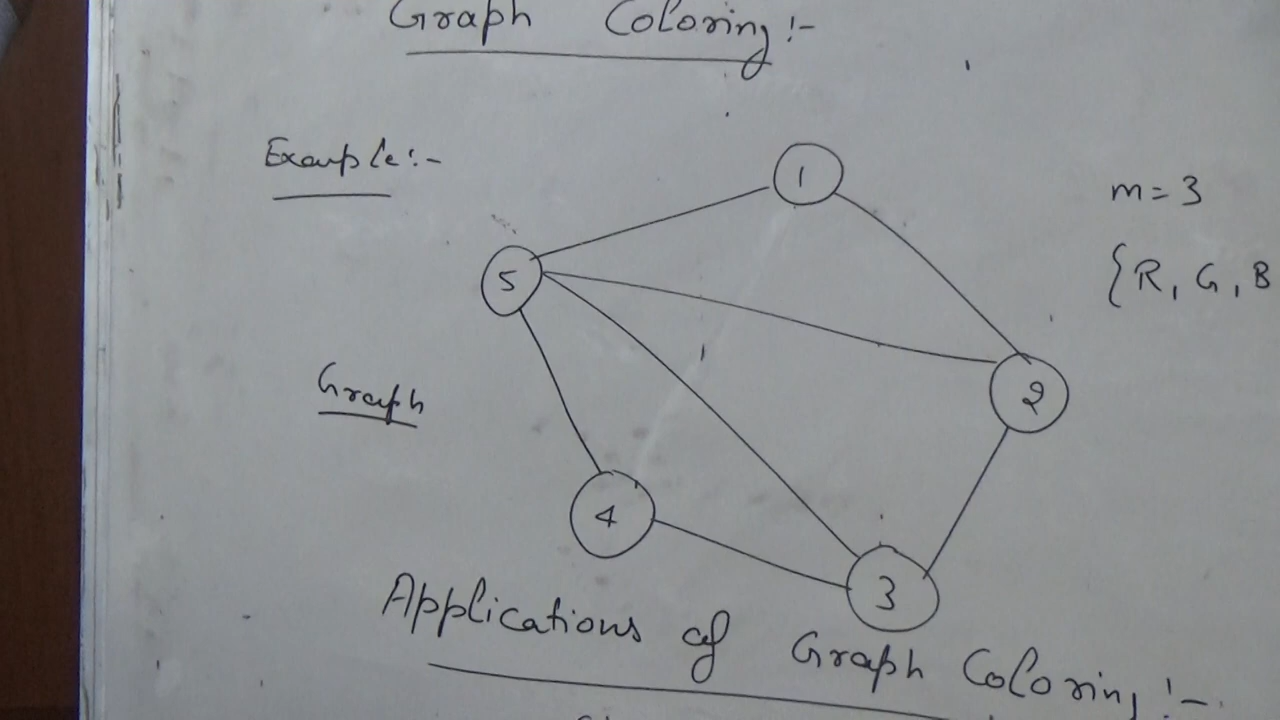 Graph Coloring:-
Example:-
1
m=3
5
{R, G, B
Graph
2
4
3
Applications of Graph Coloring:-